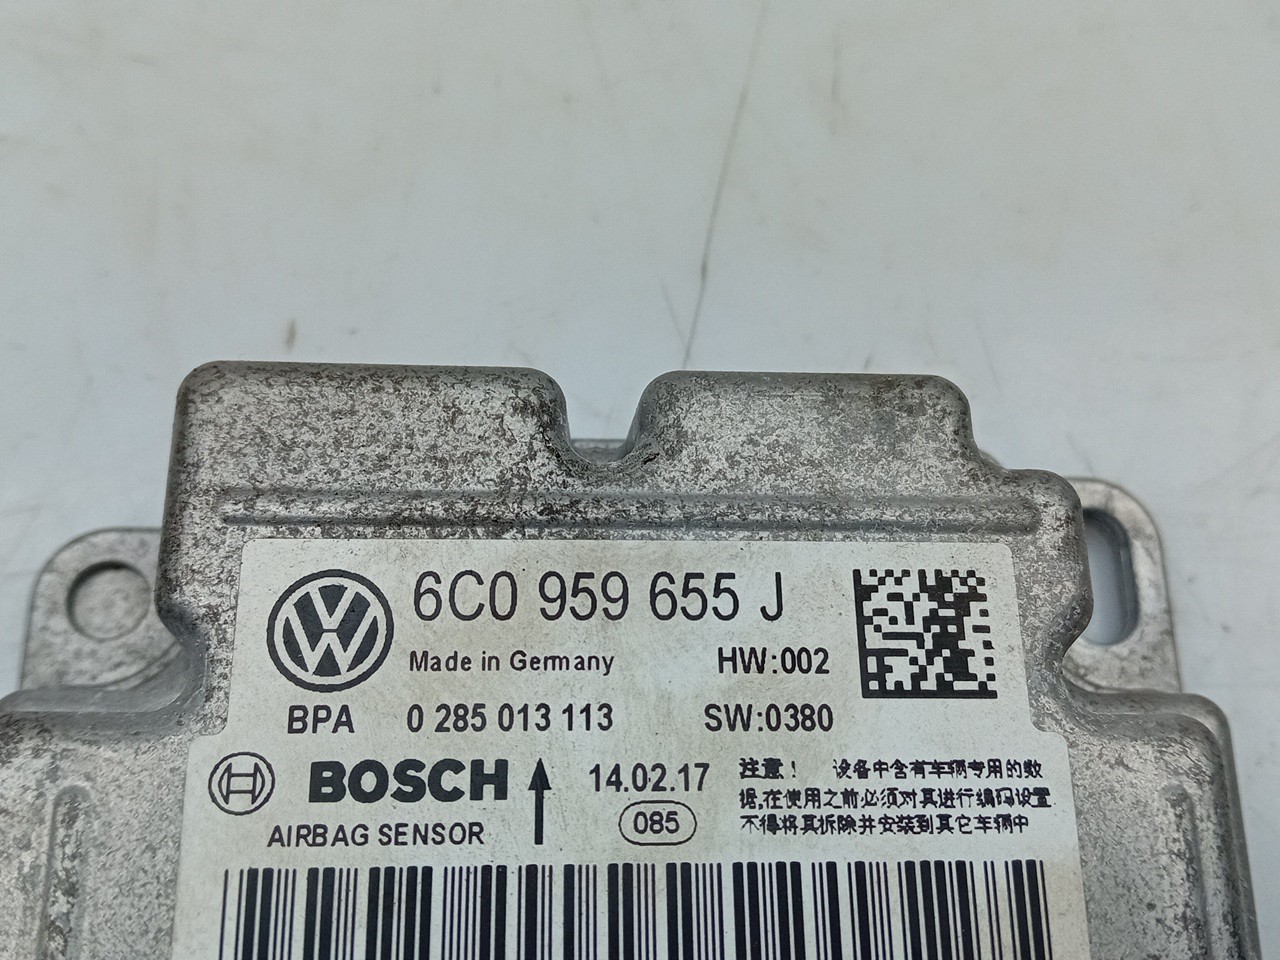 6C0 959 655 J
Made in Germany HW:002
BPA 0 285 013 113 SW:0380
BOSCH 14.02.17
AIRBAG SENSOR 085
注意！ 设备中含有车辆专用的数
据,在使用之前必须对其进行编码设置
不得将其拆除并安装到其它车辆中